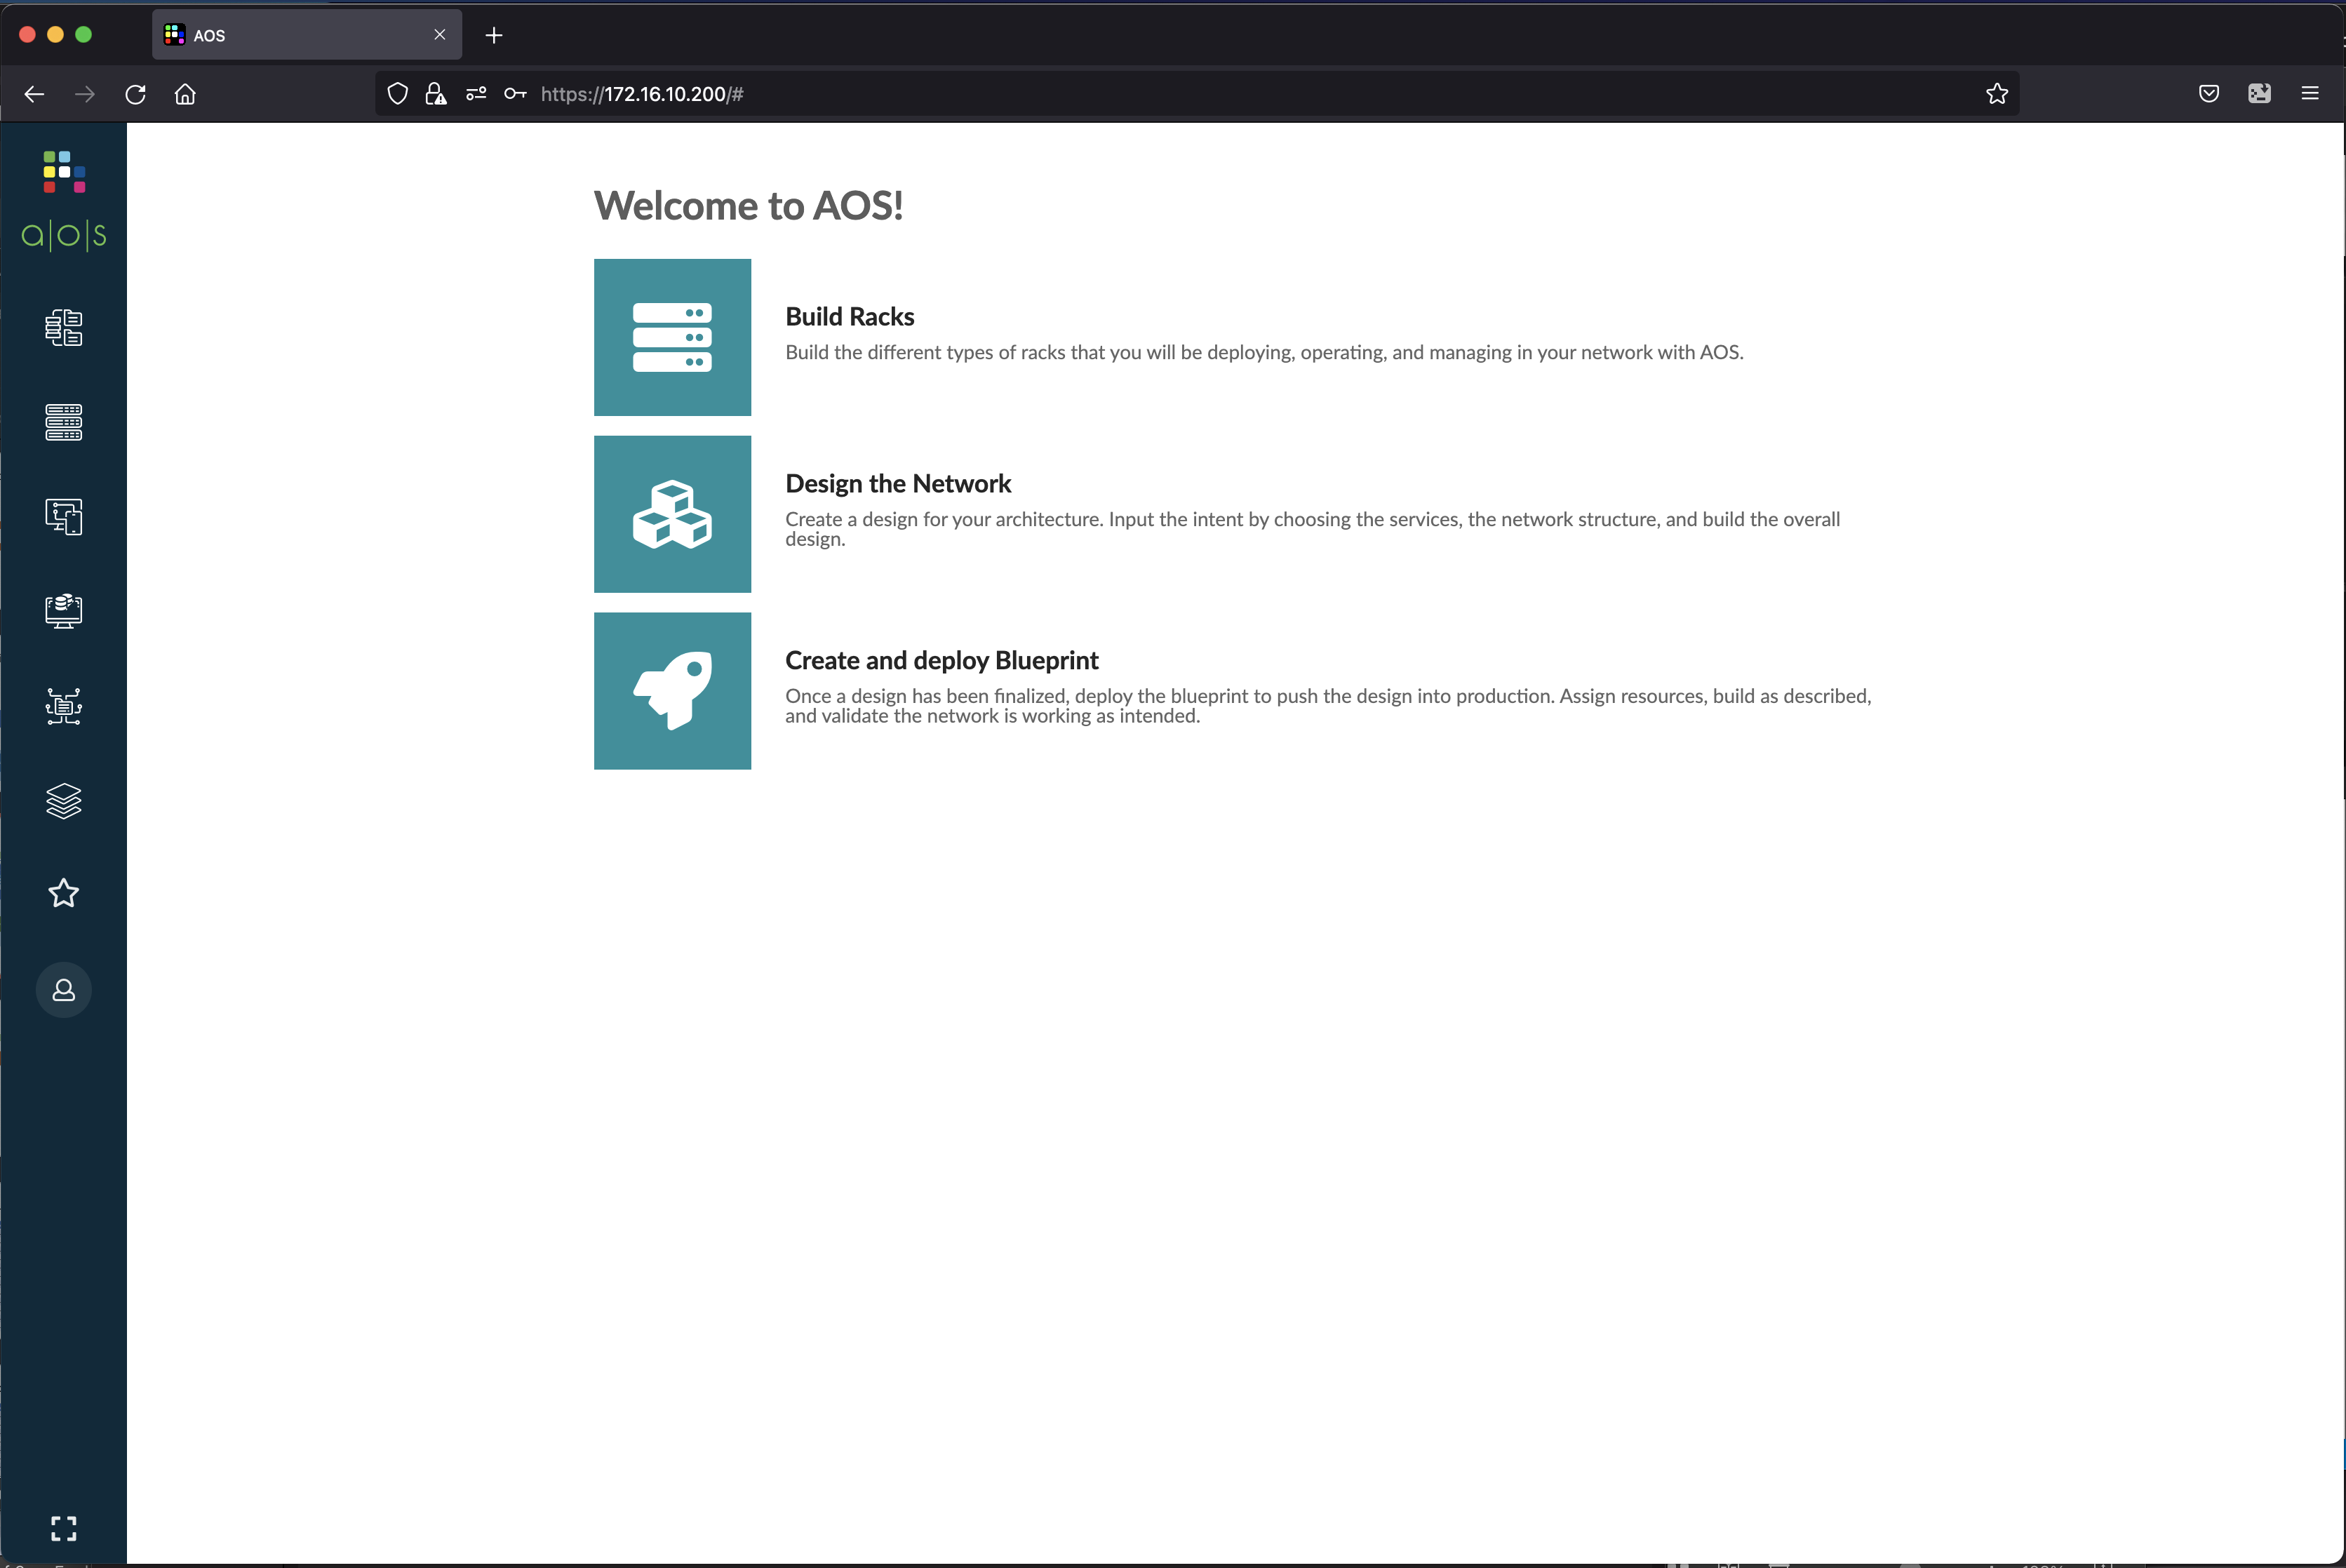 AOS
https://172.16.10.200/#
a|o|s
Welcome to AOS!
Build Racks
Build the different types of racks that you will be deploying, operating, and managing in your network with AOS.
Design the Network
Create a design for your architecture. Input the intent by choosing the services, the network structure, and build the overall
design.
Create and deploy Blueprint
Once a design has been finalized, deploy the blueprint to push the design into production. Assign resources, build as described,
and validate the network is working as intended.